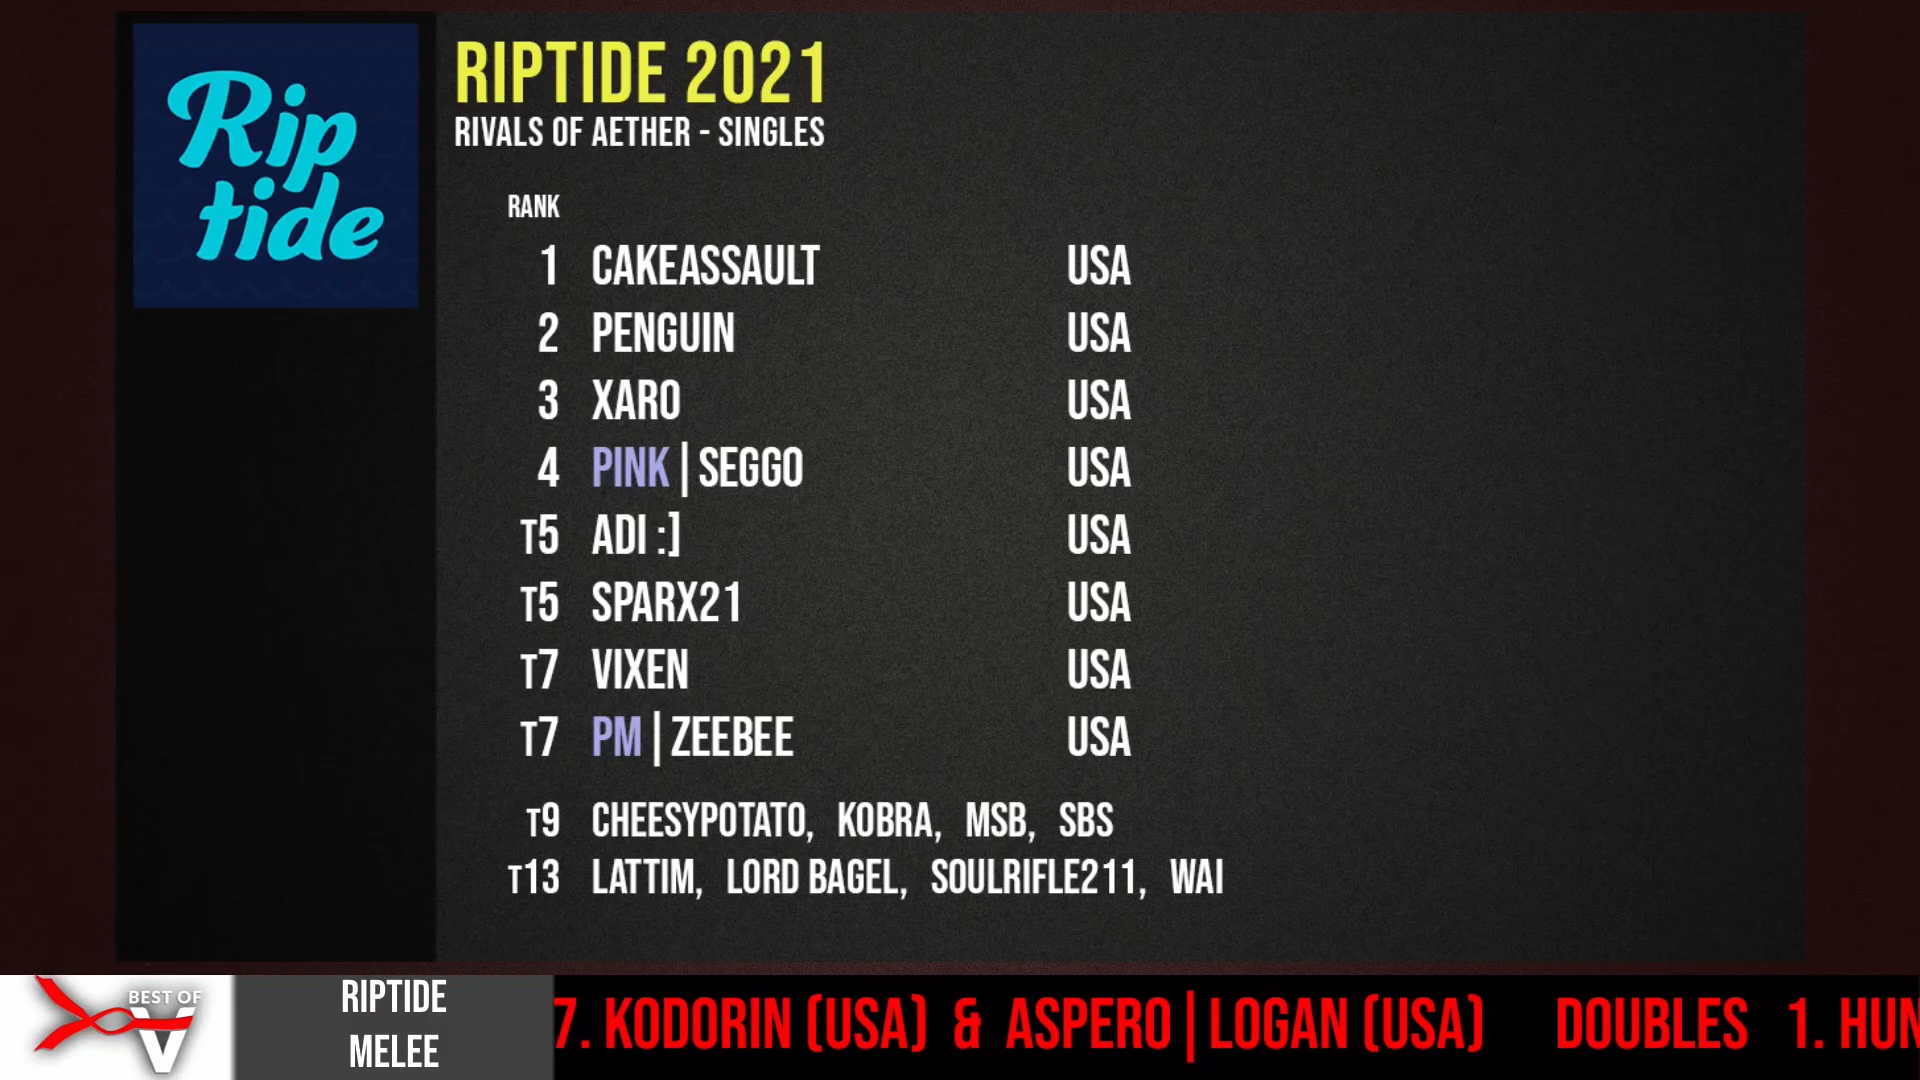 Rip
tide
RIPTIDE 2021
RIVALS OF AETHER - SINGLES
RANK
1 CAKEASSAULT USA
2 PENGUIN USA
3 XARO USA
4 PINK | SEGGO USA
T5 ADI :] USA
T5 SPARX21 USA
T7 VIXEN USA
T7 PM | ZEEBEE USA
T9 CHEESYPOTATO, KOBRA, MSB, SBS
T13 LATTIM, LORD BAGEL, SOULRIFLE211, WAI
BEST OF
V
RIPTIDE
MELEE
7. KODORIN (USA) & ASPERO | LOGAN (USA) DOUBLES 1. HUN